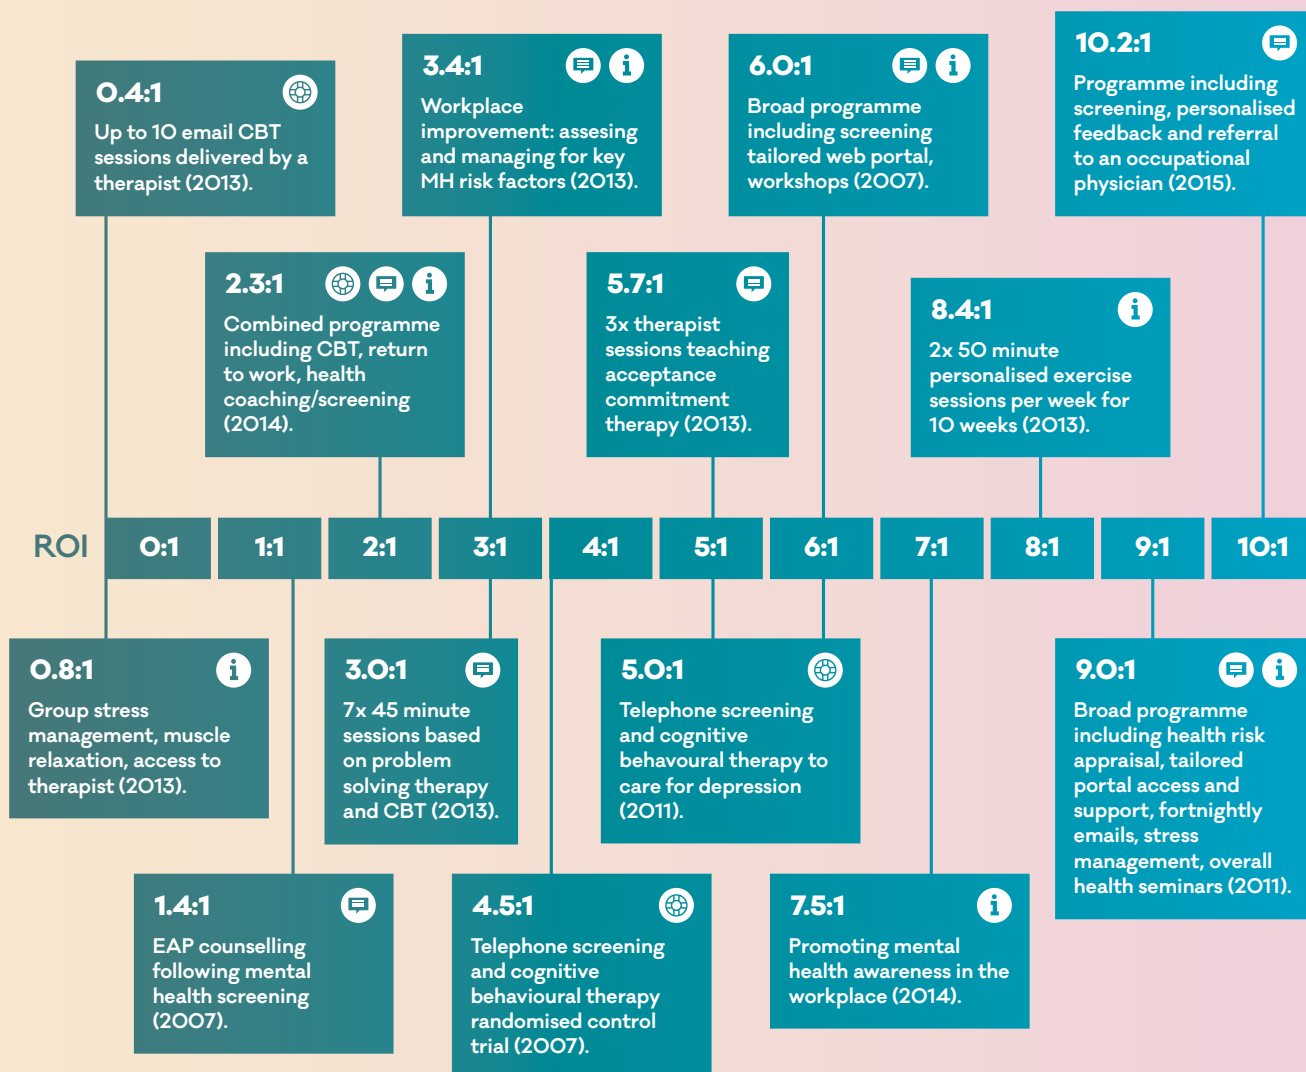 0.4:1
Up to 10 email CBT
sessions delivered by a
therapist (2013).
3.4:1
Workplace
improvement: assesing
and managing for key
MH risk factors (2013).
6.0:1
Broad programme
including screening
tailored web portal,
workshops (2007).
10.2:1
Programme including
screening, personalised
feedback and referral
to an occupational
physician (2015).
2.3:1
Combined programme
including CBT, return
to work, health
coaching/screening
(2014).
5.7:1
3x therapist
sessions teaching
acceptance
commitment
therapy (2013).
8.4:1
2x 50 minute
personalised exercise
sessions per week for
10 weeks (2013).
ROI 0:1 1:1 2:1 3:1 4:1 5:1 6:1 7:1 8:1 9:1 10:1
0.8:1
Group stress
management, muscle
relaxation, access to
therapist (2013).
3.0:1
7x 45 minute
sessions based
on problem
solving therapy
and CBT (2013).
5.0:1
Telephone screening
and cognitive
behavoural therapy to
care for depression
(2011).
9.0:1
Broad programme
including health risk
appraisal, tailored
portal access and
support, fortnightly
emails, stress
management, overall
health seminars (2011).
1.4:1
EAP counselling
following mental
health screening
(2007).
4.5:1
Telephone screening
and cognitive
behavioural therapy
randomised control
trial (2007).
7.5:1
Promoting mental
health awareness in the
workplace (2014).